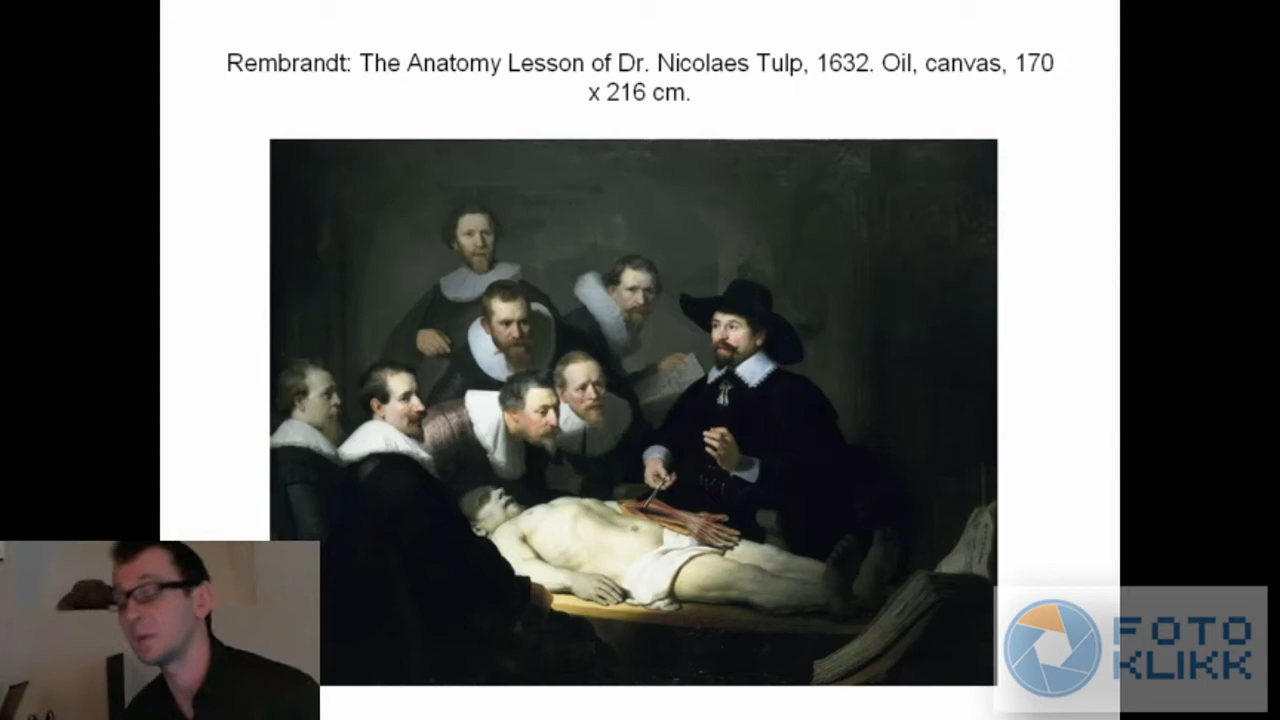 Rembrandt: The Anatomy Lesson of Dr. Nicolaes Tulp, 1632. Oil, canvas, 170
x 216 cm.
FOTO
KLIKK